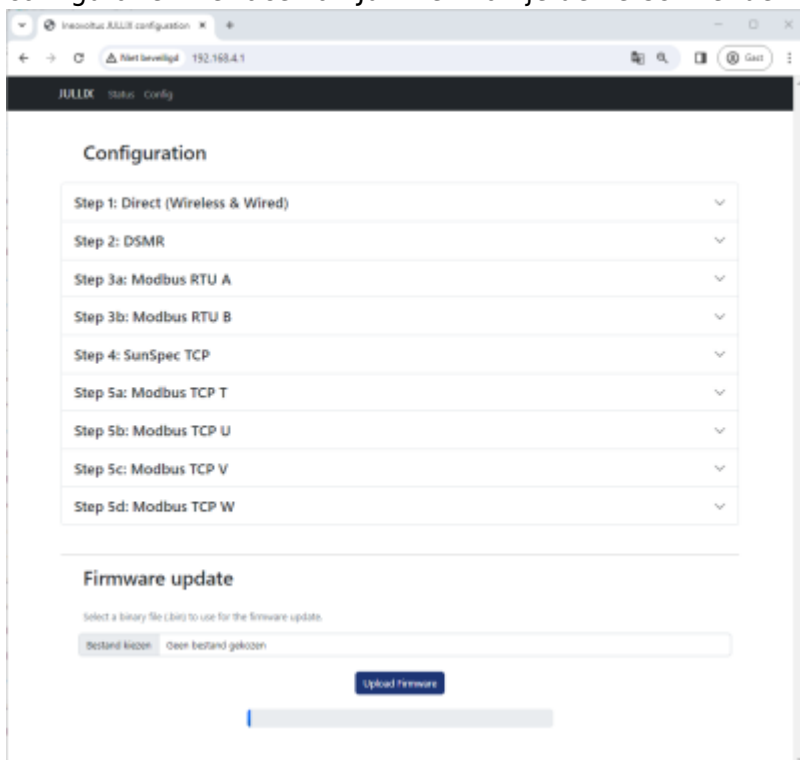 Ineovoltus JULLIX configuration
Niet beveiligd 192.168.4.1
Gast
JULLIX Status Config
Configuration
Step 1: Direct (Wireless & Wired)
Step 2: DSMR
Step 3a: Modbus RTU A
Step 3b: Modbus RTU B
Step 4: SunSpec TCP
Step 5a: Modbus TCP T
Step 5b: Modbus TCP U
Step 5c: Modbus TCP V
Step 5d: Modbus TCP W
Firmware update
Select a binary file (.bin) to use for the firmware update.
Bestand kiezen Geen bestand gekozen
Upload Firmware